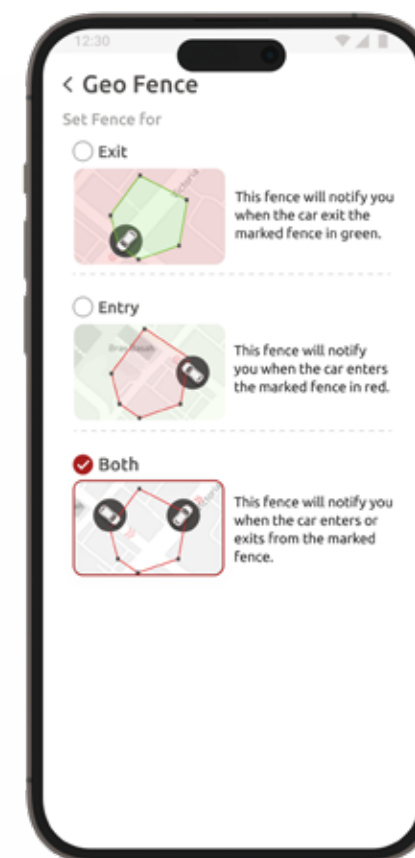 12:30
< Geo Fence
Set Fence for
Exit
Victoria
This fence will notify you
when the car exit the
marked fence in green.
Entry
This fence will notify
you when the car enters
the marked fence in red.
Both
This fence will notify you
when the car enters or
exits from the marked
fence.